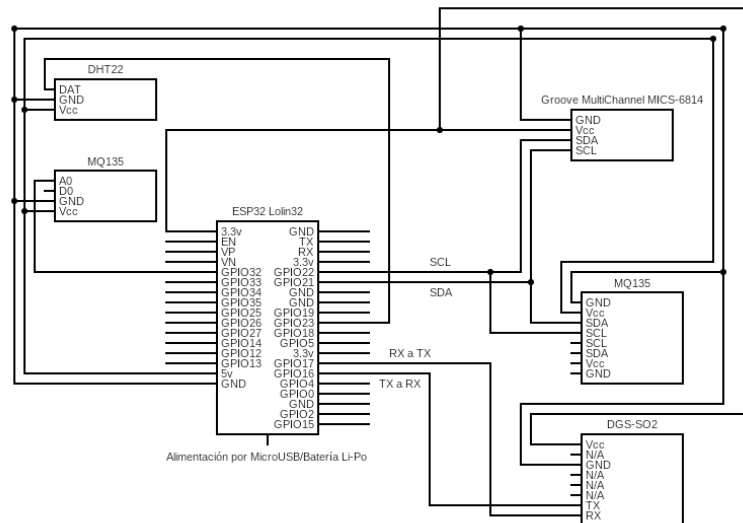 DHT22
DAT
GND
Vcc
Groove MultiChannel MICS-6814
GND
Vcc
SDA
SCL
MQ135
A0
D0
GND
Vcc
ESP32 Lolin32
3.3v GND
EN TX
VP RX
VN 3.3v
GPIO32 GPIO22
GPIO33 GPIO21
GPIO34 GND
GPIO35 GND
GPIO25 GPIO19
GPIO26 GPIO23
GPIO27 GPIO18
GPIO14 GPIO5
GPIO12 3.3v
GPIO13 GPIO17
5v GPIO16
GND GPIO4
GPIO0
GND
GPIO2
GPIO15
SCL
SDA
RX a TX
TX a RX
Alimentación por MicroUSB/Batería Li-Po
MQ135
GND
Vcc
SDA
SCL
SCL
SDA
Vcc
GND
DGS-SO2
Vcc
N/A
GND
N/A
N/A
N/A
TX
RX